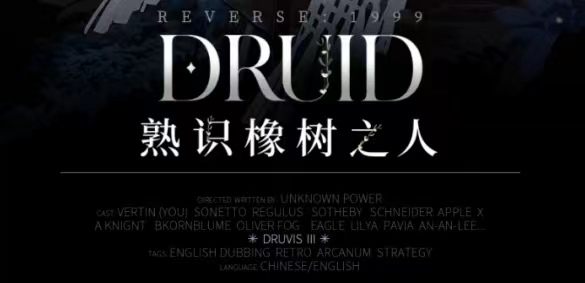 REVERSE: 1999
DRUID
熟识橡树之人
DIRECTED WRITTEN BY UNKNOWN POWER
CAST: VERTIN (YOU) SONETTO REGULUS SOTHEBY SCHNEIDER APPLE X
A KNIGHT BKORNBLUME OLIVER FOG EAGLE LILYA PAVIA AN-AN-LEE...
✳ DRUVIS III ✳
TAGS: ENGLISH DUBBING RETRO ARCANUM STRATEGY
LANGUAGE: CHINESE/ENGLISH